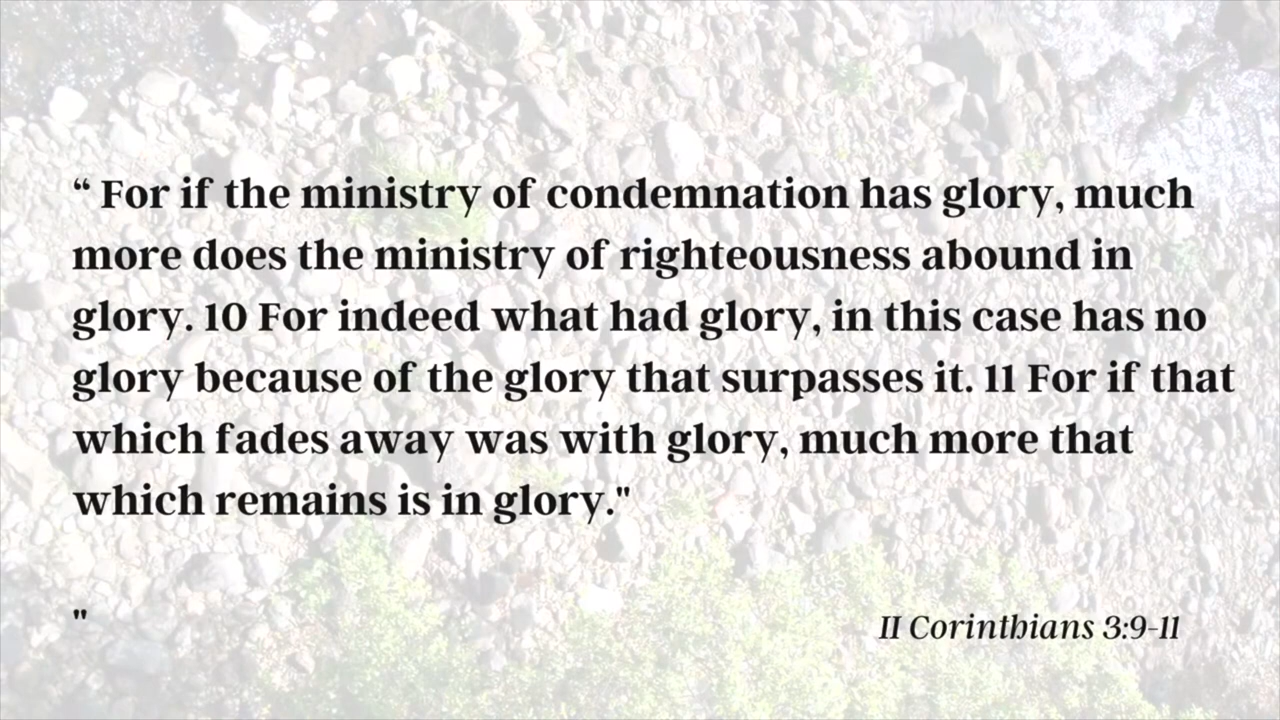 “ For if the ministry of condemnation has glory, much
more does the ministry of righteousness abound in
glory. 10 For indeed what had glory, in this case has no
glory because of the glory that surpasses it. 11 For if that
which fades away was with glory, much more that
which remains is in glory."
"
II Corinthians 3:9-11